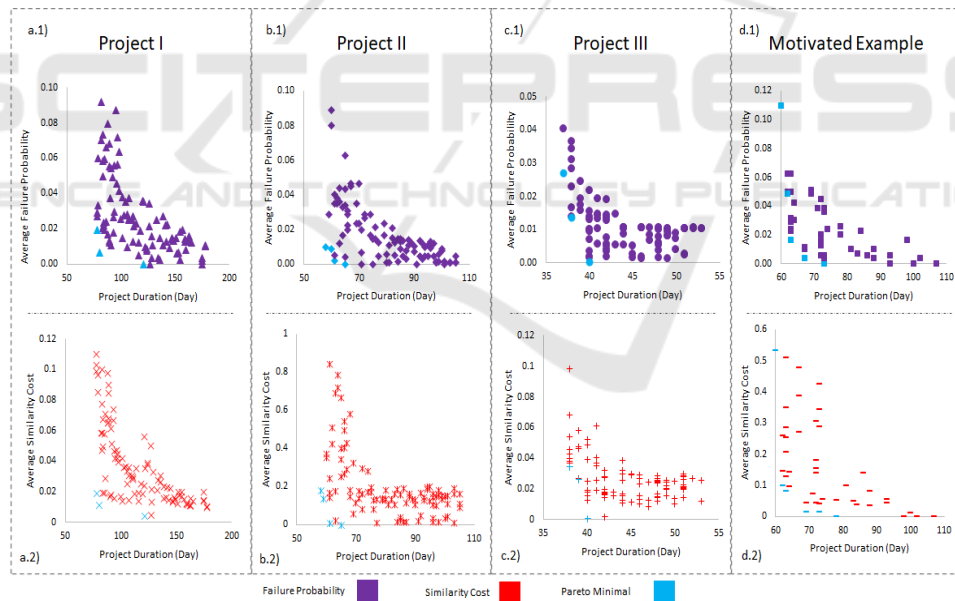 a.1)
Project I
Average Failure Probability
0.10
0.08
0.06
0.04
0.02
0.00
50
100
150
200
Project Duration (Day)
b.1)
Project II
Average Failure Probability
0.10
0.08
0.06
0.04
0.02
0.00
50
70
90
110
Project Duration (Day)
c.1)
Project III
Average Failure Probability
0.05
0.04
0.03
0.02
0.01
0.00
35
45
55
Project Duration (Day)
d.1)
Motivated Example
Average Failure Probability
0.12
0.10
0.08
0.06
0.04
0.02
0.00
60
70
80
90
100
110
Project Duration (Day)
a.2)
Average Similarity Cost
0.12
0.1
0.08
0.06
0.04
0.02
0
50
100
150
200
Project Duration (Day)
b.2)
Average Similarity Cost
1
0.8
0.6
0.4
0.2
0
50
70
90
110
Project Duration (Day)
c.2)
Average Similarity Cost
0.12
0.1
0.08
0.06
0.04
0.02
0
35
40
45
50
55
Project Duration (Day)
d.2)
Average Similarity Cost
0.6
0.5
0.4
0.3
0.2
0.1
0
60
70
80
90
100
110
Project Duration (Day)
Failure Probability
Similarity Cost
Pareto Minimal
SCITEPRESS